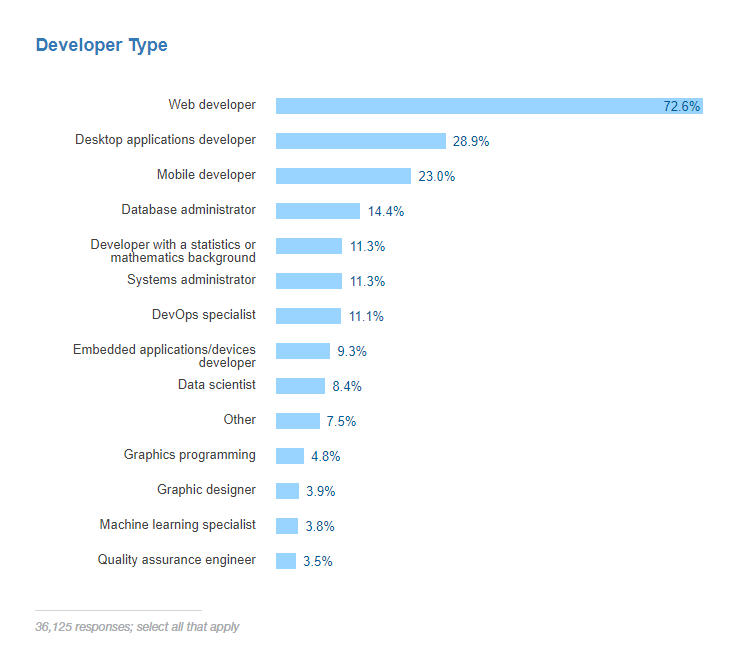 Developer Type
Web developer 72.6%
Desktop applications developer 28.9%
Mobile developer 23.0%
Database administrator 14.4%
Developer with a statistics or
mathematics background 11.3%
Systems administrator 11.3%
DevOps specialist 11.1%
Embedded applications/devices
developer 9.3%
Data scientist 8.4%
Other 7.5%
Graphics programming 4.8%
Graphic designer 3.9%
Machine learning specialist 3.8%
Quality assurance engineer 3.5%
36,125 responses; select all that apply